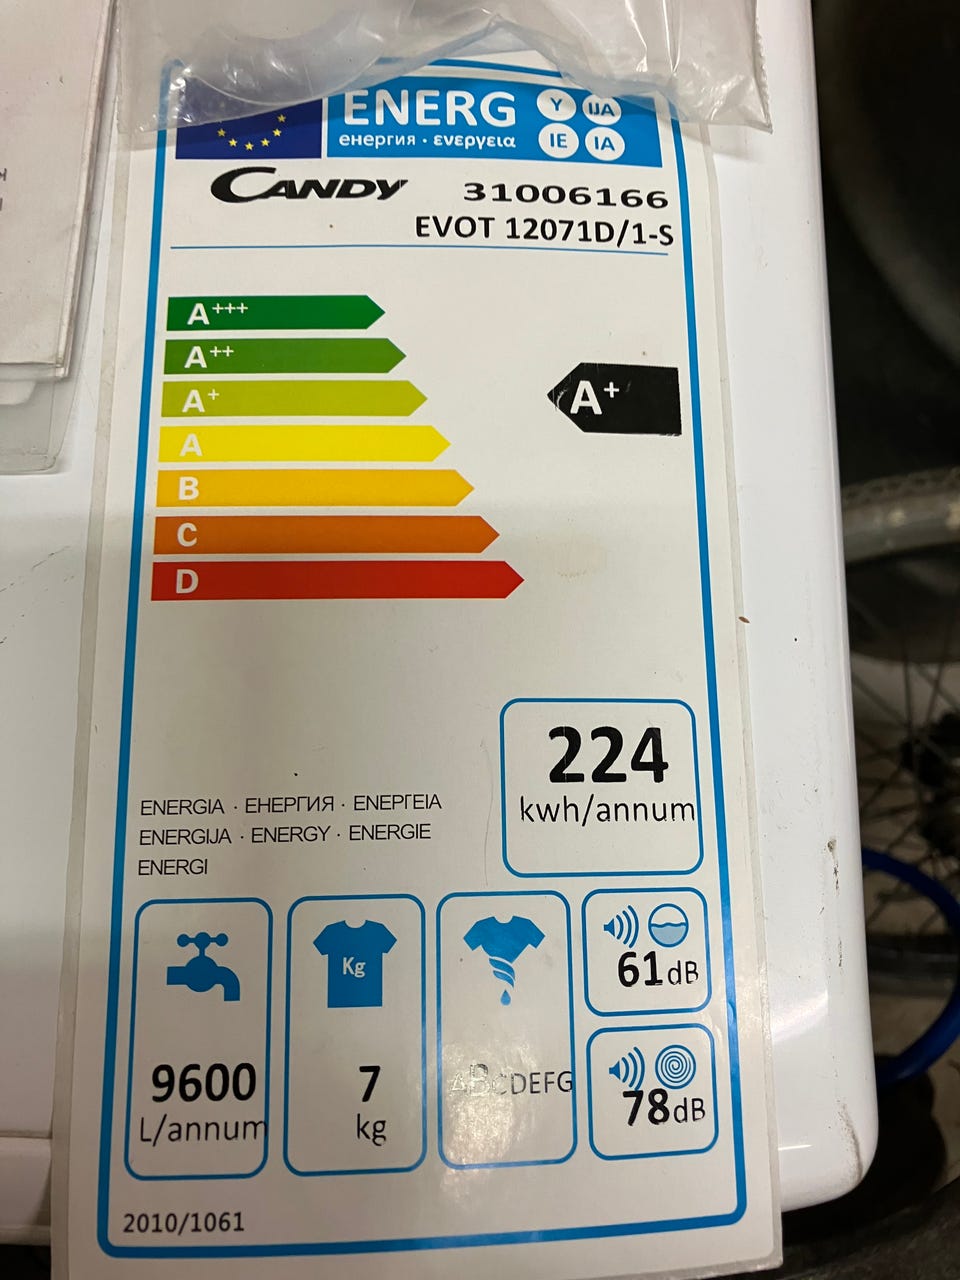 ENERG Y IJA
енергия · ενεργεια IE IA
CANDY 31006166
EVOT 12071D/1-S
A+++
A++
A+
A+
A
B
C
D
224
kwh/annum
ENERGIA · ЕНЕРГИЯ · ΕΝΕΡΓΕΙΑ
ENERGIJA · ENERGY · ENERGIE
ENERGI
Kg
61dB
9600
L/annum
7
kg
ABCDEFG
78dB
2010/1061